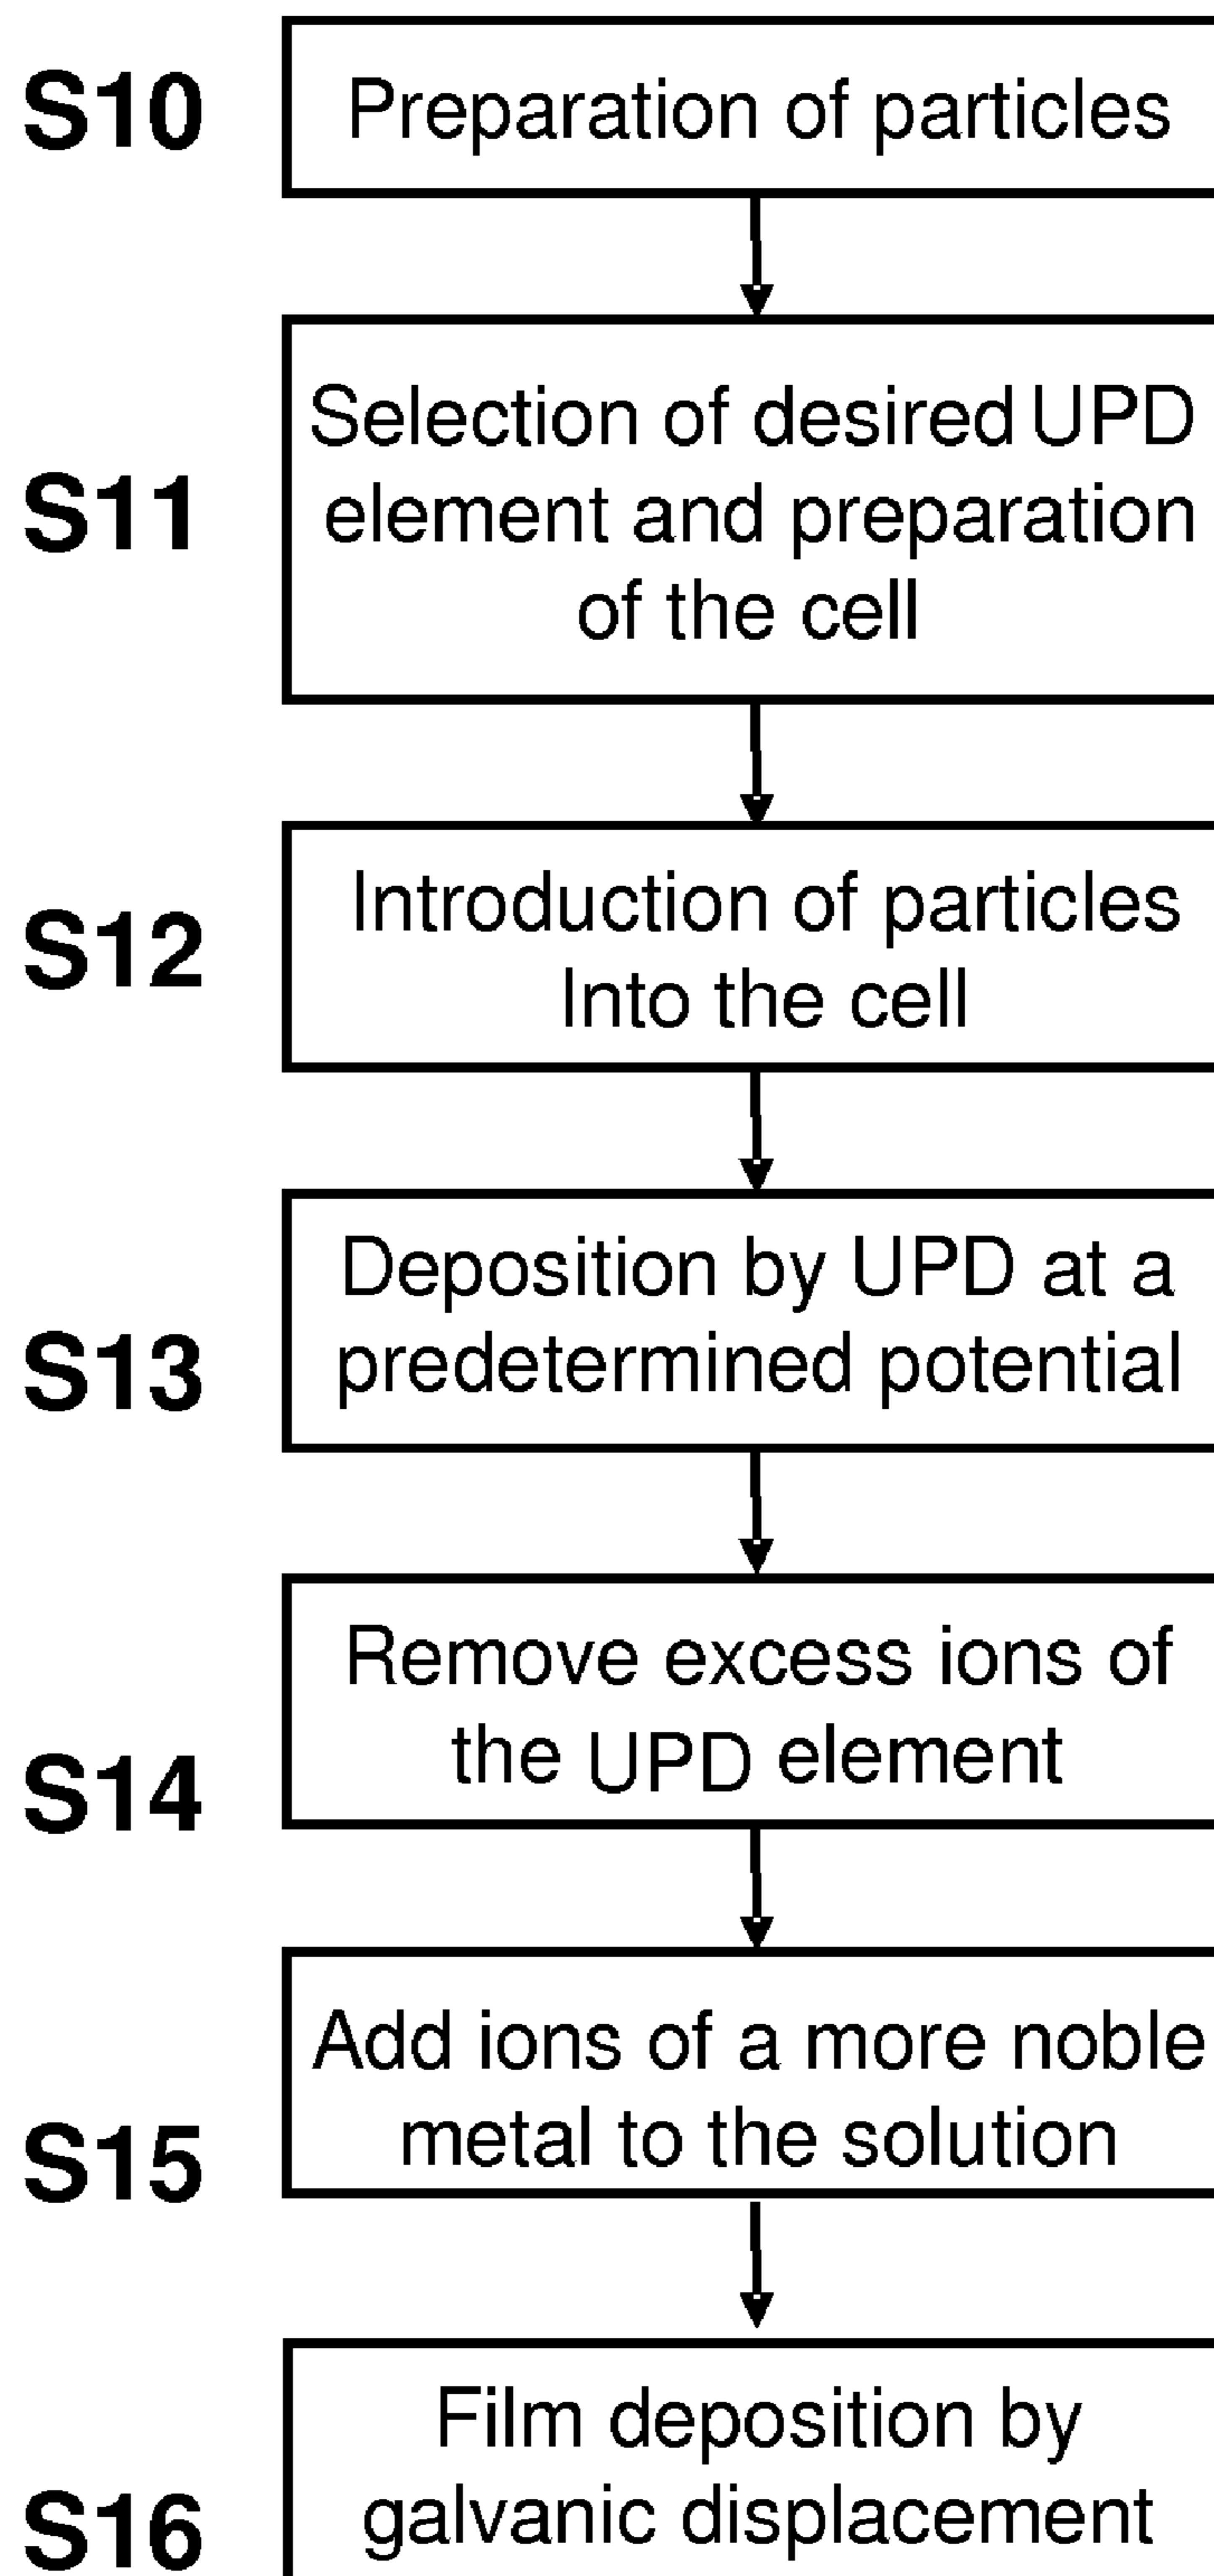 S10
Preparation of particles
S11
Selection of desired UPD
element and preparation
of the cell
S12
Introduction of particles
Into the cell
S13
Deposition by UPD at a
predetermined potential
S14
Remove excess ions of
the UPD element
S15
Add ions of a more noble
metal to the solution
S16
Film deposition by
galvanic displacement